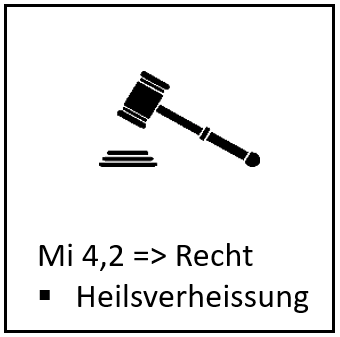 Mi 4,2 => Recht
▪ Heilsverheissung